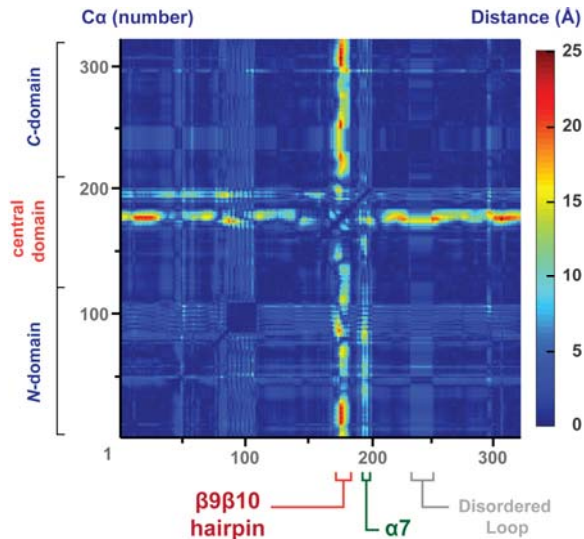 Cα (number)
Distance (Å)
300
200
100
1
C-domain
central
domain
N-domain
25
20
15
10
5
0
100
200
300
β9β10
hairpin
α7
Disordered
Loop